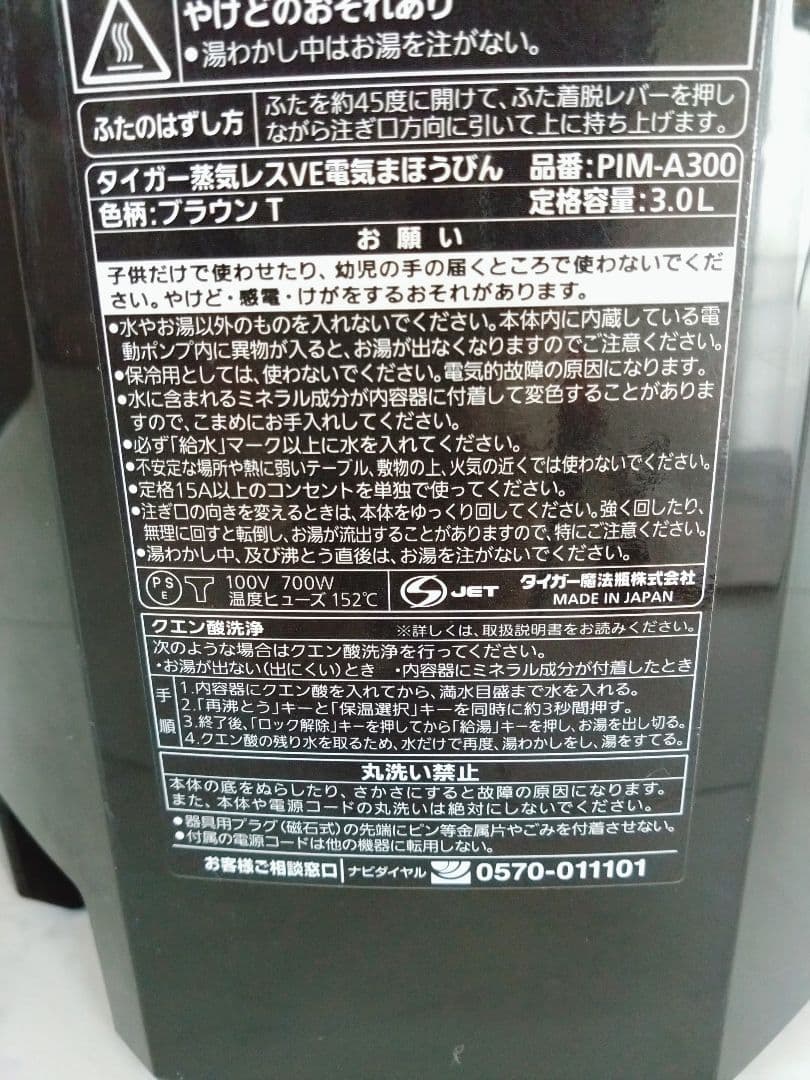 やけどのおそれあり
●湯わかし中はお湯を注がない。
ふたのはずし方
ふたを約45度に開けて、ふた着脱レバーを押し
ながら注ぎ口方向に引いて上に持ち上げます。
タイガー蒸気レスVE電気まほうびん 品番:PIM-A300
色柄:ブラウン T 定格容量:3.0L
お願い
子供だけで使わせたり、幼児の手の届くところで使わないでくだ
さい。やけど・感電・けがをするおそれがあります。
●水やお湯以外のものを入れないでください。本体内に内蔵している電
動ポンプ内に異物が入ると、お湯が出なくなりますのでご注意ください。
●保冷用としては、使わないでください。電気的故障の原因になります。
●水に含まれるミネラル成分が内容器に付着して変色することがありま
すので、こまめにお手入れしてください。
●必ず「給水」マーク以上に水を入れてください。
●不安定な場所や熱に弱いテーブル、敷物の上、火気の近くでは使わないでください。
●定格15A以上のコンセントを単独で使ってください。
●注ぎ口の向きを変えるときは、本体をゆっくり回してください。強く回したり、
無理に回すと転倒し、お湯が流出することがありますので、特にご注意ください。
●湯わかし中、及び沸とう直後は、お湯を注がないでください。
PSE 100V 700W
温度ヒューズ 152℃
S JET
タイガー魔法瓶株式会社
MADE IN JAPAN
クエン酸洗浄 ※詳しくは、取扱説明書をお読みください。
次のような場合はクエン酸洗浄を行ってください。
・お湯が出ない(出にくい)とき ・内容器にミネラル成分が付着したとき
手順
1.内容器にクエン酸を入れてから、満水目盛まで水を入れる。
2.「再沸とう」キーと「保温選択」キーを同時に約3秒間押す。
3.終了後、「ロック解除」キーを押してから「給湯」キーを押し、お湯を出し切る。
4.クエン酸の残り水を取るため、水だけで再度、湯わかしをし、湯をすてる。
丸洗い禁止
本体の底をぬらしたり、さかさにすると故障の原因になります。
また、本体や電源コードの丸洗いは絶対にしないでください。
●器具用プラグ(磁石式)の先端にピン等金属片やごみを付着させない。
●付属の電源コードは他の機器に転用しない。
お客様ご相談窓口 ナビダイヤル 0570-011101